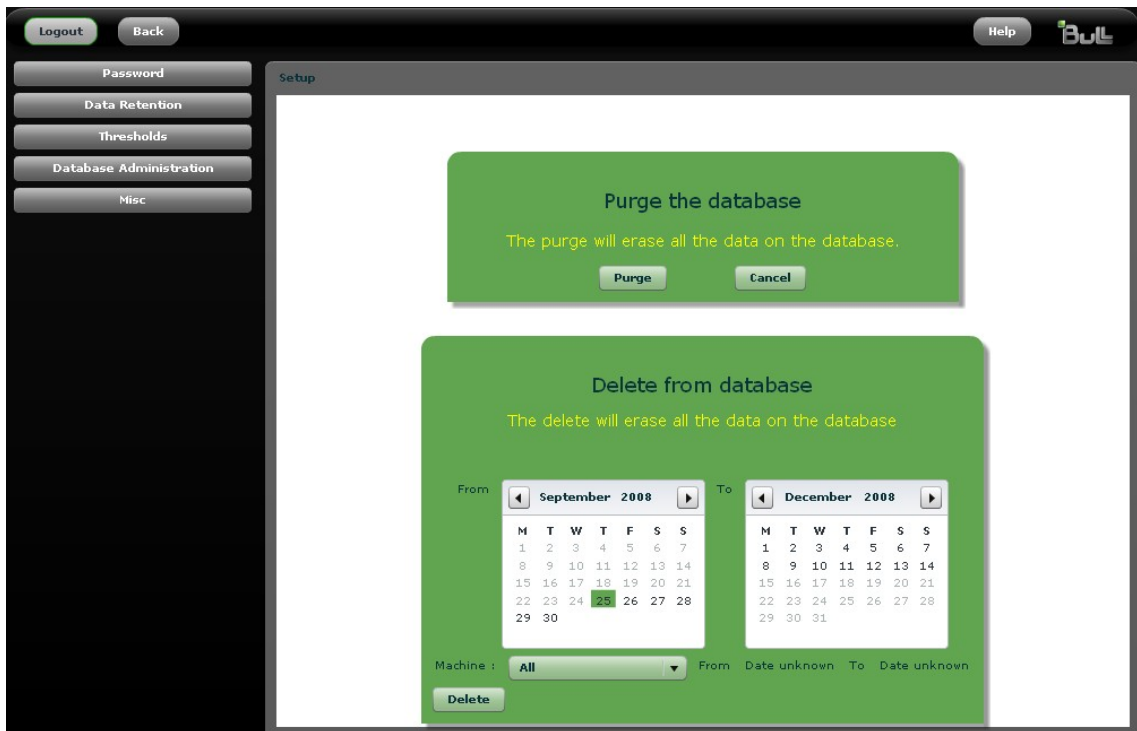 Logout Back Help Bull
Password
Data Retention
Thresholds
Database Administration
Misc
Setup
Purge the database
The purge will erase all the data on the database.
Purge Cancel
Delete from database
The delete will erase all the data on the database
From September 2008 To December 2008
M T W T F S S M T W T F S S
1 2 3 4 5 6 7 1 2 3 4 5 6 7
8 9 10 11 12 13 14 8 9 10 11 12 13 14
15 16 17 18 19 20 21 15 16 17 18 19 20 21
22 23 24 25 26 27 28 22 23 24 25 26 27 28
29 30 29 30 31
Machine : All From Date unknown To Date unknown
Delete